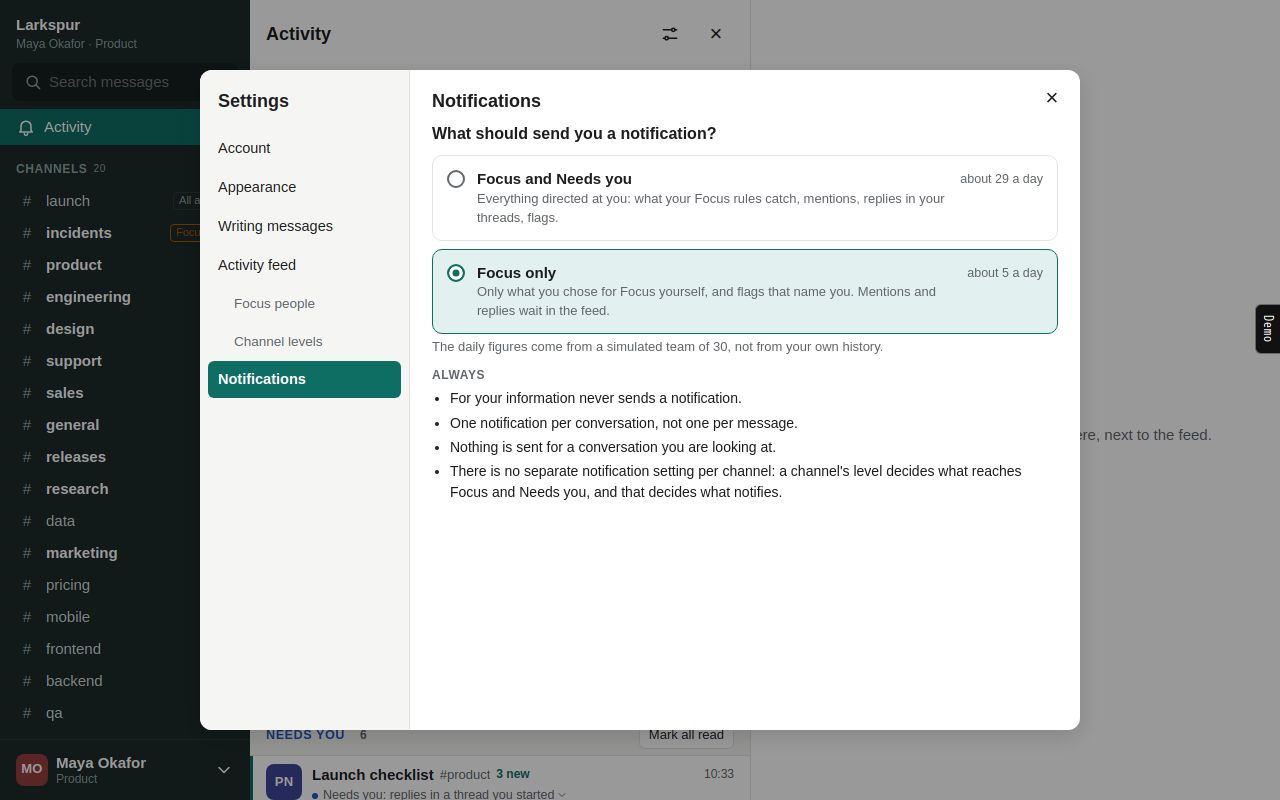 Larkspur
Maya Okafor · Product
Search messages
Activity
CHANNELS 20
# launch All a
# incidents Focu
# product
# engineering
# design
# support
# sales
# general
# releases
# research
# data
# marketing
# pricing
# mobile
# frontend
# backend
# qa
MO Maya Okafor
Product
Activity
Settings
Account
Appearance
Writing messages
Activity feed
Focus people
Channel levels
Notifications
Notifications
What should send you a notification?
Focus and Needs you about 29 a day
Everything directed at you: what your Focus rules catch, mentions, replies in your
threads, flags.
Focus only about 5 a day
Only what you chose for Focus yourself, and flags that name you. Mentions and
replies wait in the feed.
The daily figures come from a simulated team of 30, not from your own history.
ALWAYS
• For your information never sends a notification.
• One notification per conversation, not one per message.
• Nothing is sent for a conversation you are looking at.
• There is no separate notification setting per channel: a channel's level decides what reaches
Focus and Needs you, and that decides what notifies.
ere, next to the feed.
Demo
NEEDS YOU 6 Mark all read
PN Launch checklist #product 3 new 10:33
Needs you: replies in a thread you started